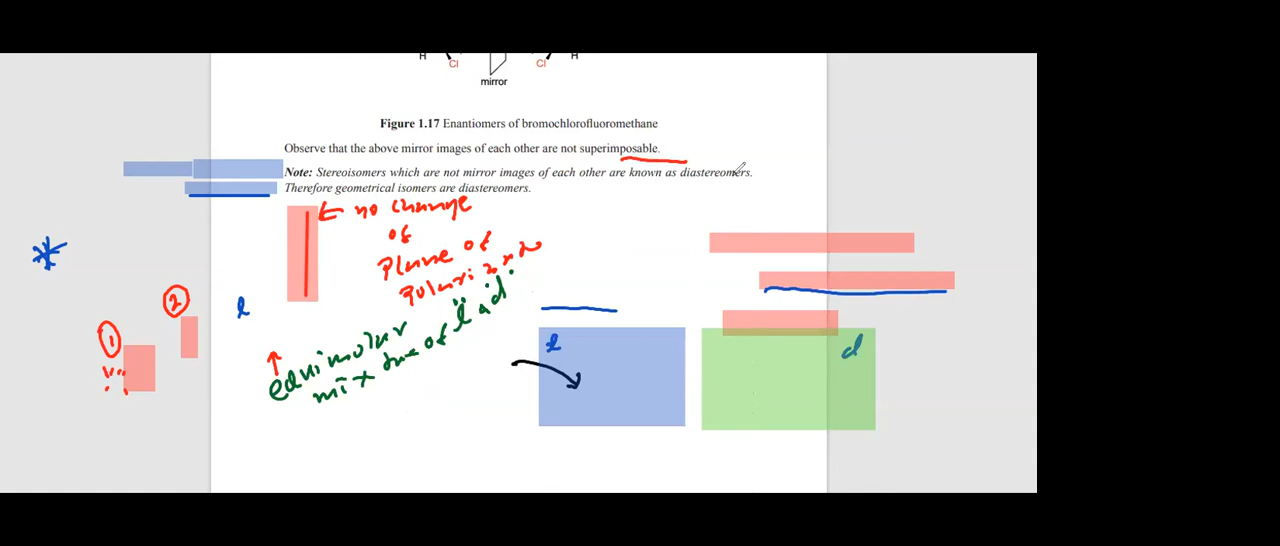 H
Cl
Cl
H
mirror
Figure 1.17 Enantiomers of bromochlorofluoromethane
Observe that the above mirror images of each other are not superimposable.
Note: Stereoisomers which are not mirror images of each other are known as diastereomers.
Therefore geometrical isomers are diastereomers.
no change
of
Plane of
l
equimolar
mixture of l & d
①
②
l
d